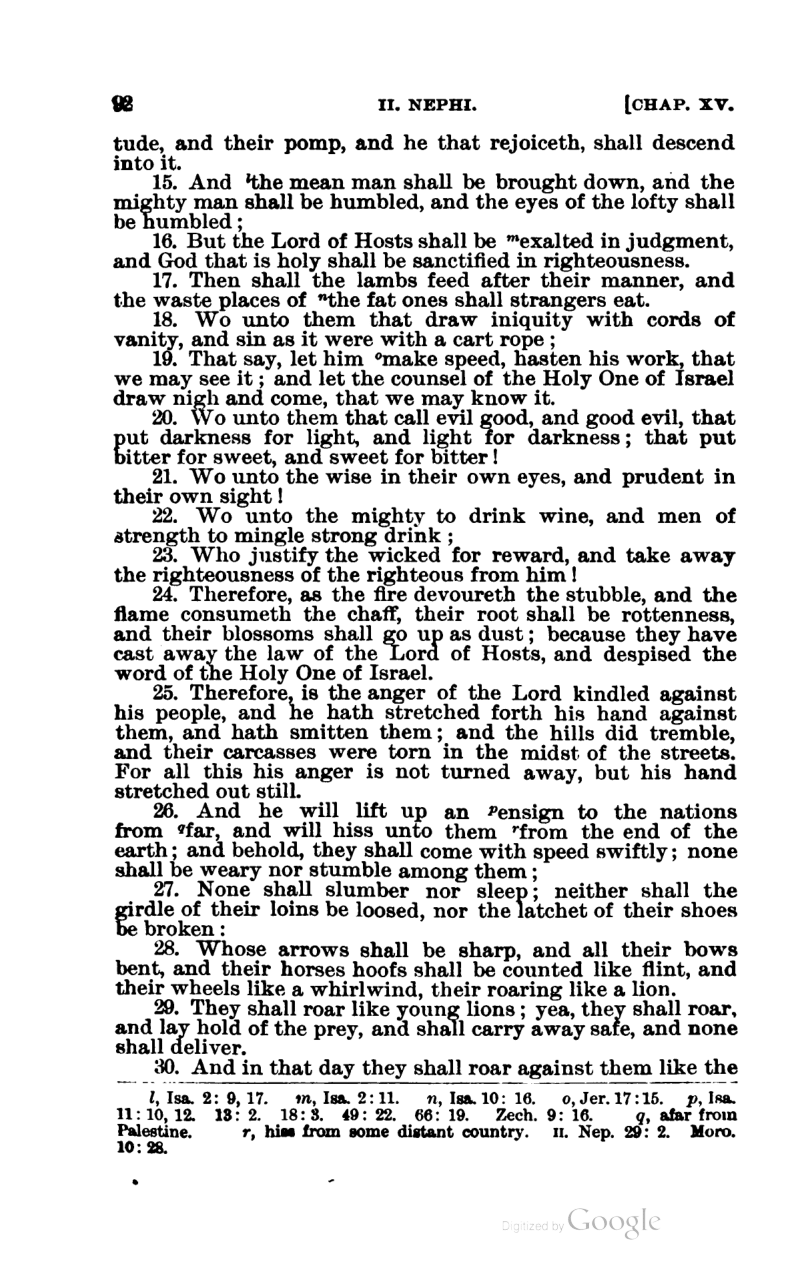 92 II. NEPHI. [CHAP. XV.
tude, and their pomp, and he that rejoiceth, shall descend
into it.
15. And lthe mean man shall be brought down, and the
mighty man shall be humbled, and the eyes of the lofty shall
be humbled;
16. But the Lord of Hosts shall be mexalted in judgment,
and God that is holy shall be sanctified in righteousness.
17. Then shall the lambs feed after their manner, and
the waste places of nthe fat ones shall strangers eat.
18. Wo unto them that draw iniquity with cords of
vanity, and sin as it were with a cart rope;
19. That say, let him omake speed, hasten his work, that
we may see it; and let the counsel of the Holy One of Israel
draw nigh and come, that we may know it.
20. Wo unto them that call evil good, and good evil, that
put darkness for light, and light for darkness; that put
bitter for sweet, and sweet for bitter!
21. Wo unto the wise in their own eyes, and prudent in
their own sight!
22. Wo unto the mighty to drink wine, and men of
strength to mingle strong drink;
23. Who justify the wicked for reward, and take away
the righteousness of the righteous from him!
24. Therefore, as the fire devoureth the stubble, and the
flame consumeth the chaff, their root shall be rottenness,
and their blossoms shall go up as dust; because they have
cast away the law of the Lord of Hosts, and despised the
word of the Holy One of Israel.
25. Therefore, is the anger of the Lord kindled against
his people, and he hath stretched forth his hand against
them, and hath smitten them; and the hills did tremble,
and their carcasses were torn in the midst of the streets.
For all this his anger is not turned away, but his hand
stretched out still.
26. And he will lift up an pensign to the nations
from qfar, and will hiss unto them rfrom the end of the
earth; and behold, they shall come with speed swiftly; none
shall be weary nor stumble among them;
27. None shall slumber nor sleep; neither shall the
girdle of their loins be loosed, nor the latchet of their shoes
be broken:
28. Whose arrows shall be sharp, and all their bows
bent, and their horses hoofs shall be counted like flint, and
their wheels like a whirlwind, their roaring like a lion.
29. They shall roar like young lions; yea, they shall roar,
and lay hold of the prey, and shall carry away safe, and none
shall deliver.
30. And in that day they shall roar against them like the
l, Isa. 2: 9, 17. m, Isa. 2: 11. n, Isa. 10: 16. o, Jer. 17: 15. p, Isa.
11: 10, 12. 13: 2. 18: 3. 49: 22. 66: 19. Zech. 9: 16. q, afar from
Palestine. r, hiss from some distant country. II. Nep. 29: 2. Moro.
10: 28.
Digitized by Google